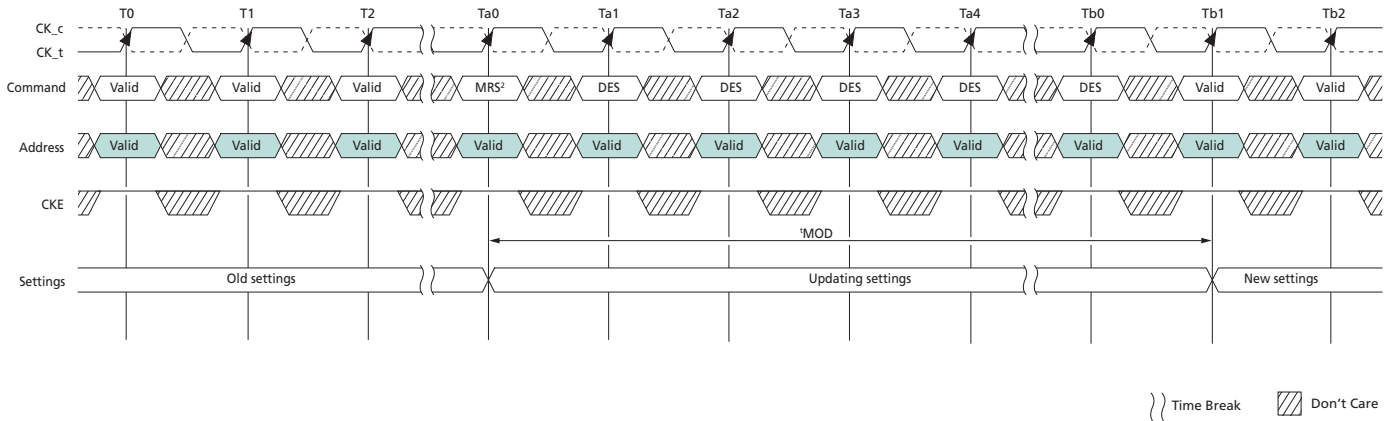 T0 T1 T2 Ta0 Ta1 Ta2 Ta3 Ta4 Tb0 Tb1 Tb2
CK_c
CK_t
Command Valid Valid Valid MRS² DES DES DES DES DES Valid Valid
Address Valid Valid Valid Valid Valid Valid Valid Valid Valid Valid Valid
CKE
ᵗMOD
Settings Old settings Updating settings New settings
Time Break Don't Care